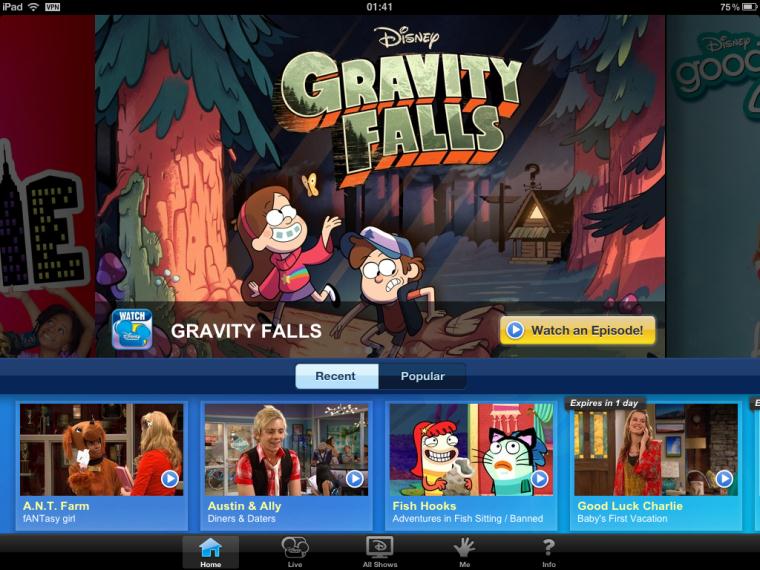 iPad VPN 01:41 75%
ME
Disney
GRAVITY
FALLS
Disney
good
WATCH
Disney
GRAVITY FALLS
Watch an Episode!
Recent Popular
Expires in 1 day
E
A.N.T. Farm
fANTasy girl
Austin & Ally
Diners & Daters
Fish Hooks
Adventures in Fish Sitting / Banned
Good Luck Charlie
Baby's First Vacation
Home Live All Shows Me Info
?